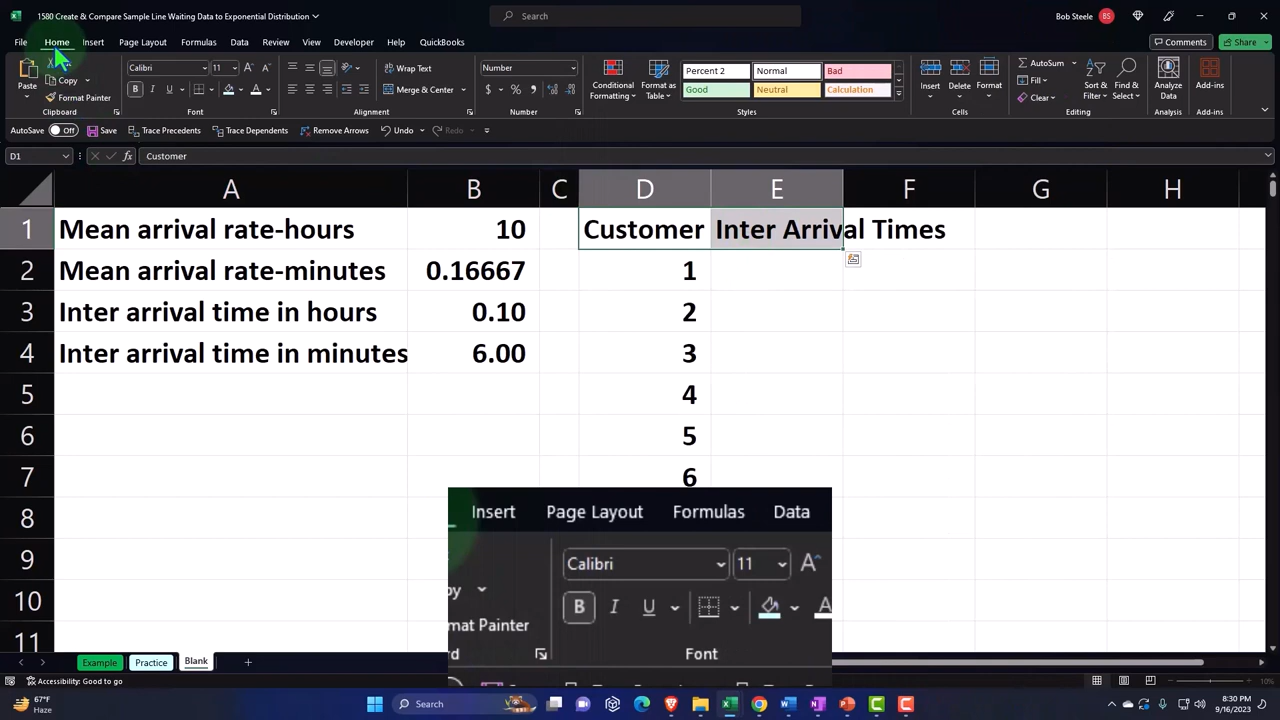 1580 Create & Compare Sample Line Waiting Data to Exponential Distribution
Search
Bob Steele
BS
File
Home
Insert
Page Layout
Formulas
Data
Review
View
Developer
Help
QuickBooks
Comments
Share
Calibri
11
Wrap Text
Number
Percent 2
Normal
Bad
AutoSum
Copy
Format Painter
B
I
U
Merge & Center
$
%
Conditional
Formatting
Format as
Table
Good
Neutral
Calculation
Insert
Delete
Format
Fill
Clear
Sort &
Filter
Find &
Select
Analyze
Data
Add-ins
Clipboard
Font
Alignment
Number
Styles
Cells
Editing
Analysis
Add-ins
AutoSave
Off
Save
Trace Precedents
Trace Dependents
Remove Arrows
Undo
Redo
D1
fx
Customer
A B C D E F G H
1 Mean arrival rate-hours 10 Customer Inter Arrival Times
2 Mean arrival rate-minutes 0.16667 1
3 Inter arrival time in hours 0.10 2
4 Inter arrival time in minutes 6.00 3
5 4
6 5
7 6
8
9
10
11
Insert Page Layout Formulas Data
Calibri 11 A
py
B I U A
mat Painter
rd Font
Example
Practice
Blank
Accessibility: Good to go
10%
67°F
Haze
Search
8:30 PM
9/16/2023